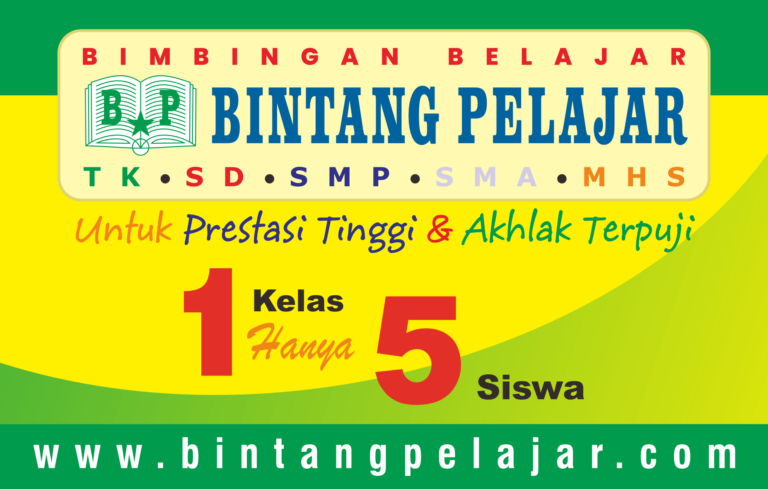 BIMBINGAN BELAJAR
B P BINTANG PELAJAR
TK • SD • SMP • SMA • MHS
Untuk Prestasi Tinggi & Akhlak Terpuji
1 Kelas
Hanya 5
Siswa
www.bintangpelajar.com